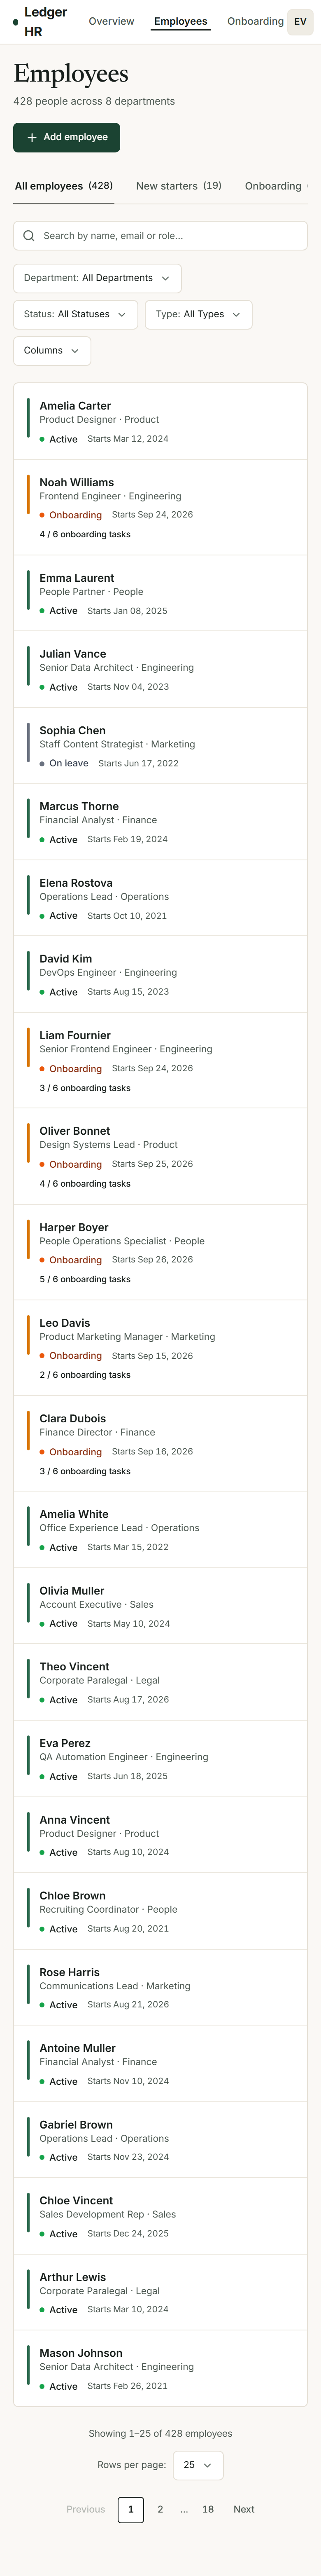 Ledger HR
Overview
Employees
Onboarding
EV
Employees
428 people across 8 departments
+ Add employee
All employees (428)
New starters (19)
Onboarding
Search by name, email or role...
Department: All Departments
Status: All Statuses
Type: All Types
Columns
Amelia Carter
Product Designer · Product
Active Starts Mar 12, 2024
Noah Williams
Frontend Engineer · Engineering
Onboarding Starts Sep 24, 2026
4 / 6 onboarding tasks
Emma Laurent
People Partner · People
Active Starts Jan 08, 2025
Julian Vance
Senior Data Architect · Engineering
Active Starts Nov 04, 2023
Sophia Chen
Staff Content Strategist · Marketing
On leave Starts Jun 17, 2022
Marcus Thorne
Financial Analyst · Finance
Active Starts Feb 19, 2024
Elena Rostova
Operations Lead · Operations
Active Starts Oct 10, 2021
David Kim
DevOps Engineer · Engineering
Active Starts Aug 15, 2023
Liam Fournier
Senior Frontend Engineer · Engineering
Onboarding Starts Sep 24, 2026
3 / 6 onboarding tasks
Oliver Bonnet
Design Systems Lead · Product
Onboarding Starts Sep 25, 2026
4 / 6 onboarding tasks
Harper Boyer
People Operations Specialist · People
Onboarding Starts Sep 26, 2026
5 / 6 onboarding tasks
Leo Davis
Product Marketing Manager · Marketing
Onboarding Starts Sep 15, 2026
2 / 6 onboarding tasks
Clara Dubois
Finance Director · Finance
Onboarding Starts Sep 16, 2026
3 / 6 onboarding tasks
Amelia White
Office Experience Lead · Operations
Active Starts Mar 15, 2022
Olivia Muller
Account Executive · Sales
Active Starts May 10, 2024
Theo Vincent
Corporate Paralegal · Legal
Active Starts Aug 17, 2026
Eva Perez
QA Automation Engineer · Engineering
Active Starts Jun 18, 2025
Anna Vincent
Product Designer · Product
Active Starts Aug 10, 2024
Chloe Brown
Recruiting Coordinator · People
Active Starts Aug 20, 2021
Rose Harris
Communications Lead · Marketing
Active Starts Aug 21, 2026
Antoine Muller
Financial Analyst · Finance
Active Starts Nov 10, 2024
Gabriel Brown
Operations Lead · Operations
Active Starts Nov 23, 2024
Chloe Vincent
Sales Development Rep · Sales
Active Starts Dec 24, 2025
Arthur Lewis
Corporate Paralegal · Legal
Active Starts Mar 10, 2024
Mason Johnson
Senior Data Architect · Engineering
Active Starts Feb 26, 2021
Showing 1–25 of 428 employees
Rows per page: 25
Previous 1 2 ... 18 Next